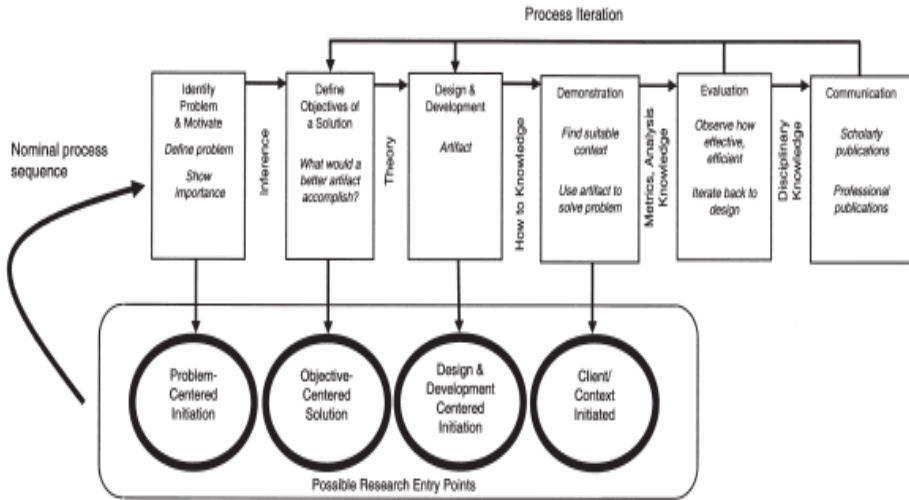 Process Iteration
Nominal process
sequence
Identify
Problem
& Motivate
Define problem
Show
importance
Inference
Define
Objectives of
a Solution
What would a
better artifact
accomplish?
Theory
Design &
Development
Artifact
How to Knowledge
Demonstration
Find suitable
context
Use artifact to
solve problem
Metrics, Analysis
Knowledge
Evaluation
Observe how
effective,
efficient
Iterate back to
design
Disciplinary
Knowledge
Communication
Scholarly
publications
Professional
publications
Problem-
Centered
Initiation
Objective-
Centered
Solution
Design &
Development
Centered
Initiation
Client/
Context
Initiated
Possible Research Entry Points